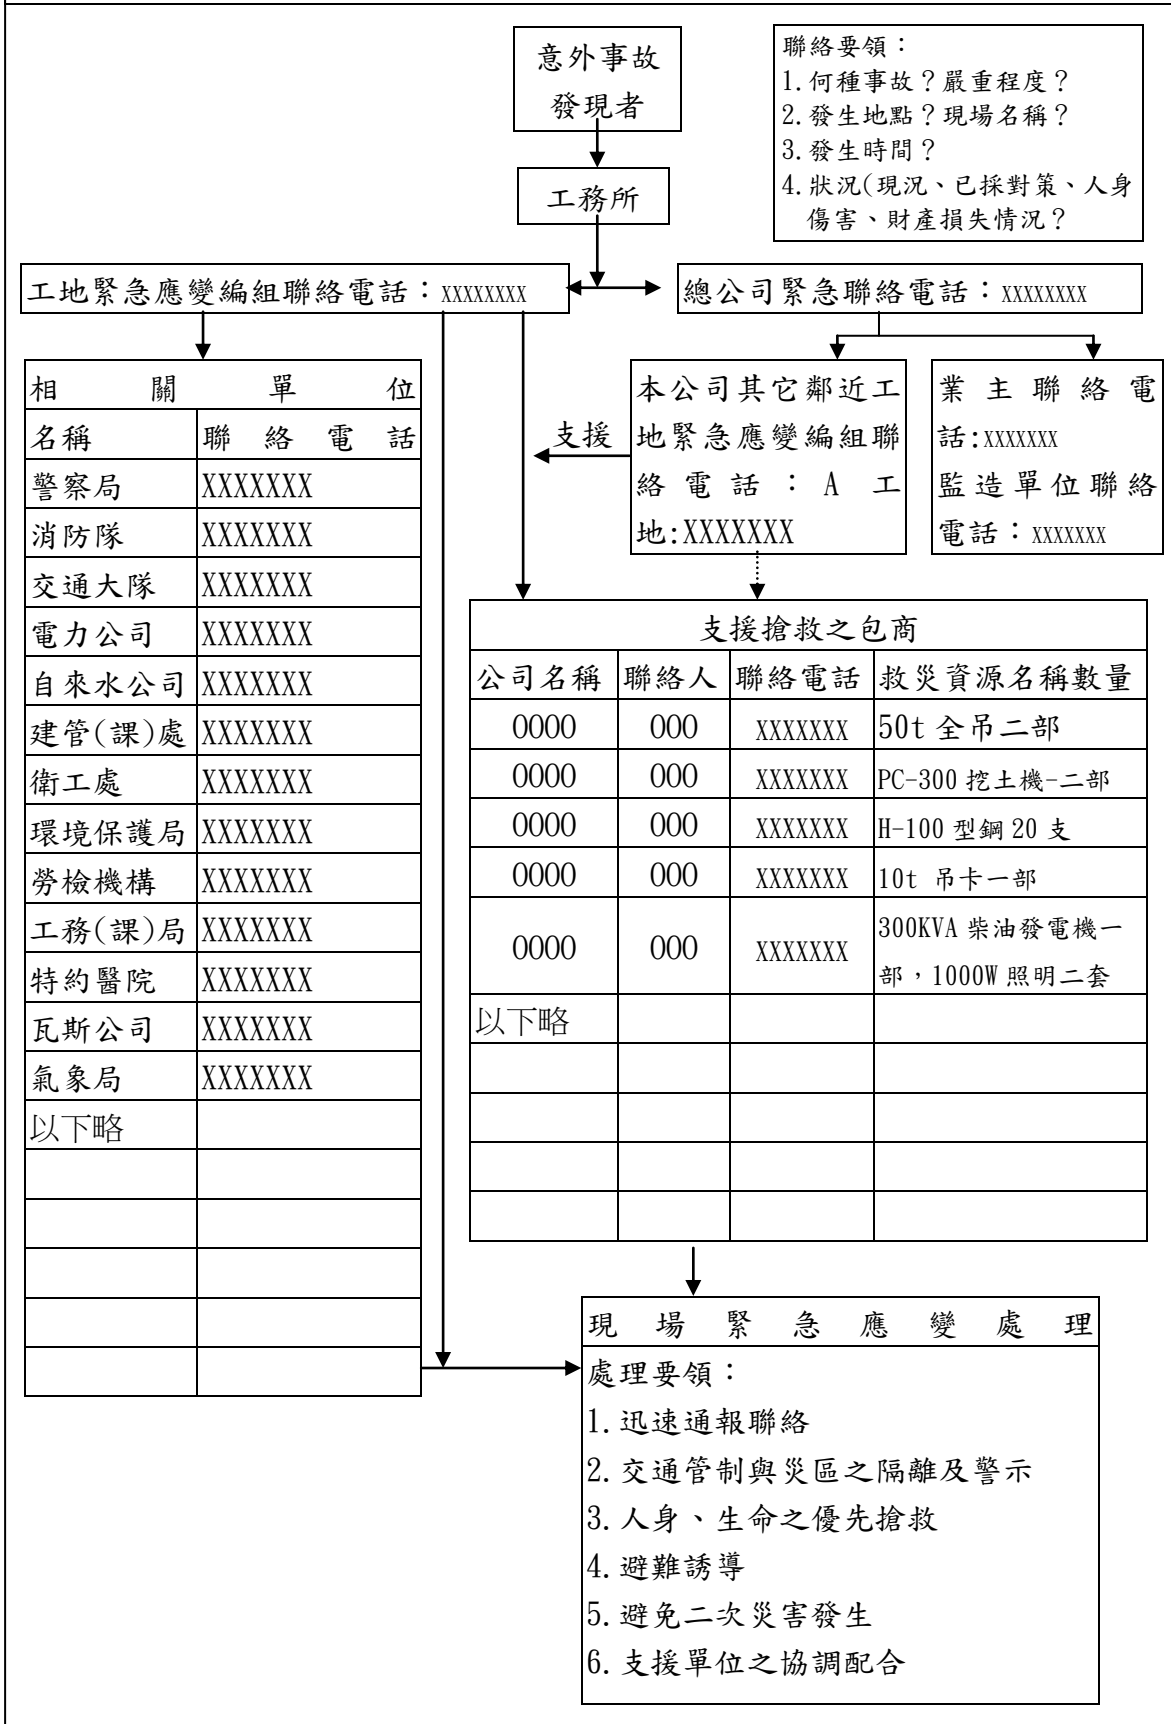 意外事故
發現者
聯絡要領：
1.何種事故？嚴重程度？
2.發生地點？現場名稱？
3.發生時間？
4.狀況(現況、已採對策、人身
傷害、財產損失情況？
工務所
工地緊急應變編組聯絡電話：XXXXXXXX
總公司緊急聯絡電話：XXXXXXXX
相關單位
名稱 聯絡電話
警察局 XXXXXXX
消防隊 XXXXXXX
交通大隊 XXXXXXX
電力公司 XXXXXXX
自來水公司 XXXXXXX
建管(課)處 XXXXXXX
衛工處 XXXXXXX
環境保護局 XXXXXXX
勞檢機構 XXXXXXX
工務(課)局 XXXXXXX
特約醫院 XXXXXXX
瓦斯公司 XXXXXXX
氣象局 XXXXXXX
以下略
支援
本公司其它鄰近工
地緊急應變編組聯
絡電話：A工
地:XXXXXXX
業主聯絡電
話:XXXXXXX
監造單位聯絡
電話：XXXXXXX
支援搶救之包商
公司名稱 聯絡人 聯絡電話 救災資源名稱數量
OOOO OOO XXXXXXX 50t 全吊二部
OOOO OOO XXXXXXX PC-300 挖土機-二部
OOOO OOO XXXXXXX H-100 型鋼 20 支
OOOO OOO XXXXXXX 10t 吊卡一部
OOOO OOO XXXXXXX 300KVA 柴油發電機一
部，1000W 照明二套
以下略
現場緊急應變處理
處理要領：
1.迅速通報聯絡
2.交通管制與災區之隔離及警示
3.人身、生命之優先搶救
4.避難誘導
5.避免二次災害發生
6.支援單位之協調配合